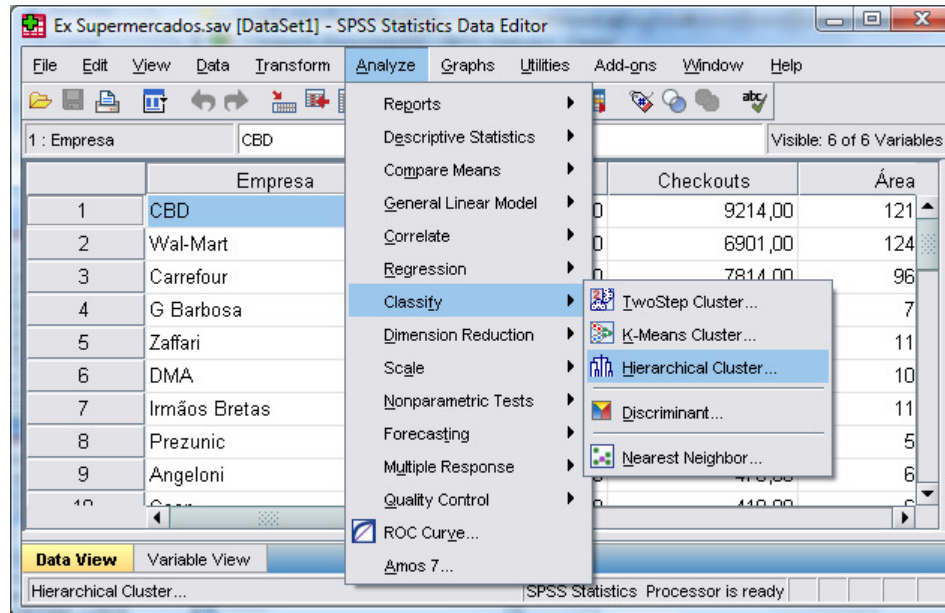 Ex Supermercados.sav [DataSet1] - SPSS Statistics Data Editor
File Edit View Data Transform Analyze Graphs Utilities Add-ons Window Help
1 : Empresa CBD Visible: 6 of 6 Variables
Empresa Checkouts Área
1 CBD 9214,00 121
2 Wal-Mart 6901,00 124
3 Carrefour 7814,00 96
4 G Barbosa 7
5 Zaffari 11
6 DMA 10
7 Irmãos Bretas 11
8 Prezunic 5
9 Angeloni 6
Reports
Descriptive Statistics
Compare Means
General Linear Model
Correlate
Regression
Classify
Dimension Reduction
Scale
Nonparametric Tests
Forecasting
Multiple Response
Quality Control
ROC Curve...
Amos 7...
TwoStep Cluster...
K-Means Cluster...
Hierarchical Cluster...
Discriminant...
Nearest Neighbor...
Data View Variable View
Hierarchical Cluster... SPSS Statistics Processor is ready